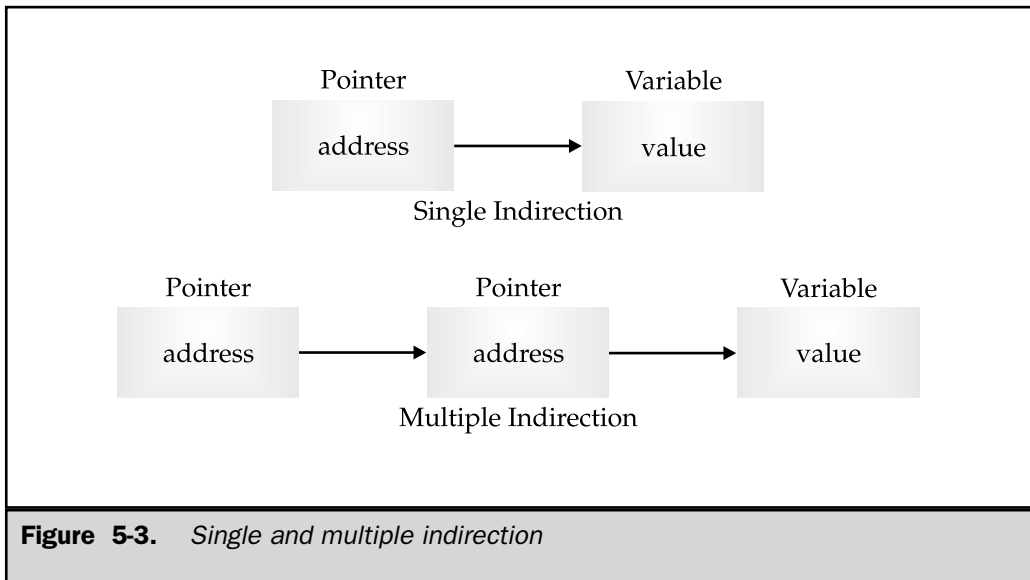 Pointer Variable
address value
Single Indirection
Pointer Pointer Variable
address address value
Multiple Indirection
Figure 5-3. Single and multiple indirection